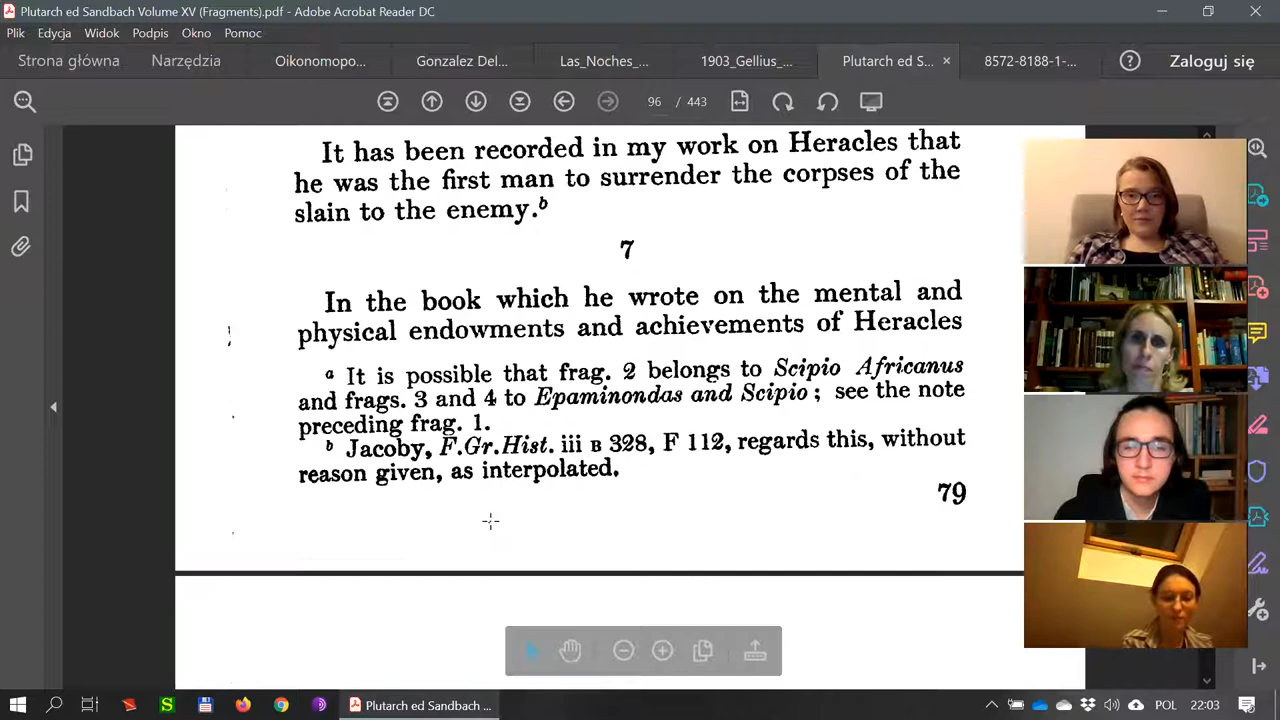 Plutarch ed Sandbach Volume XV (Fragments).pdf - Adobe Acrobat Reader DC
Plik Edycja Widok Podpis Okno Pomoc
Strona główna Narzędzia Oikonomopo... Gonzalez Del... Las_Noches_... 1903_Gellius_... Plutarch ed S... × 8572-8188-1-... ? Zaloguj się
96 / 443
It has been recorded in my work on Heracles that
he was the first man to surrender the corpses of the
slain to the enemy.b
7
In the book which he wrote on the mental and
physical endowments and achievements of Heracles
a It is possible that frag. 2 belongs to Scipio Africanus
and frags. 3 and 4 to Epaminondas and Scipio ; see the note
preceding frag. 1.
b Jacoby, F.Gr.Hist. iii B 328, F 112, regards this, without
reason given, as interpolated.
79
Plutarch ed Sandbach ...
POL 22:03